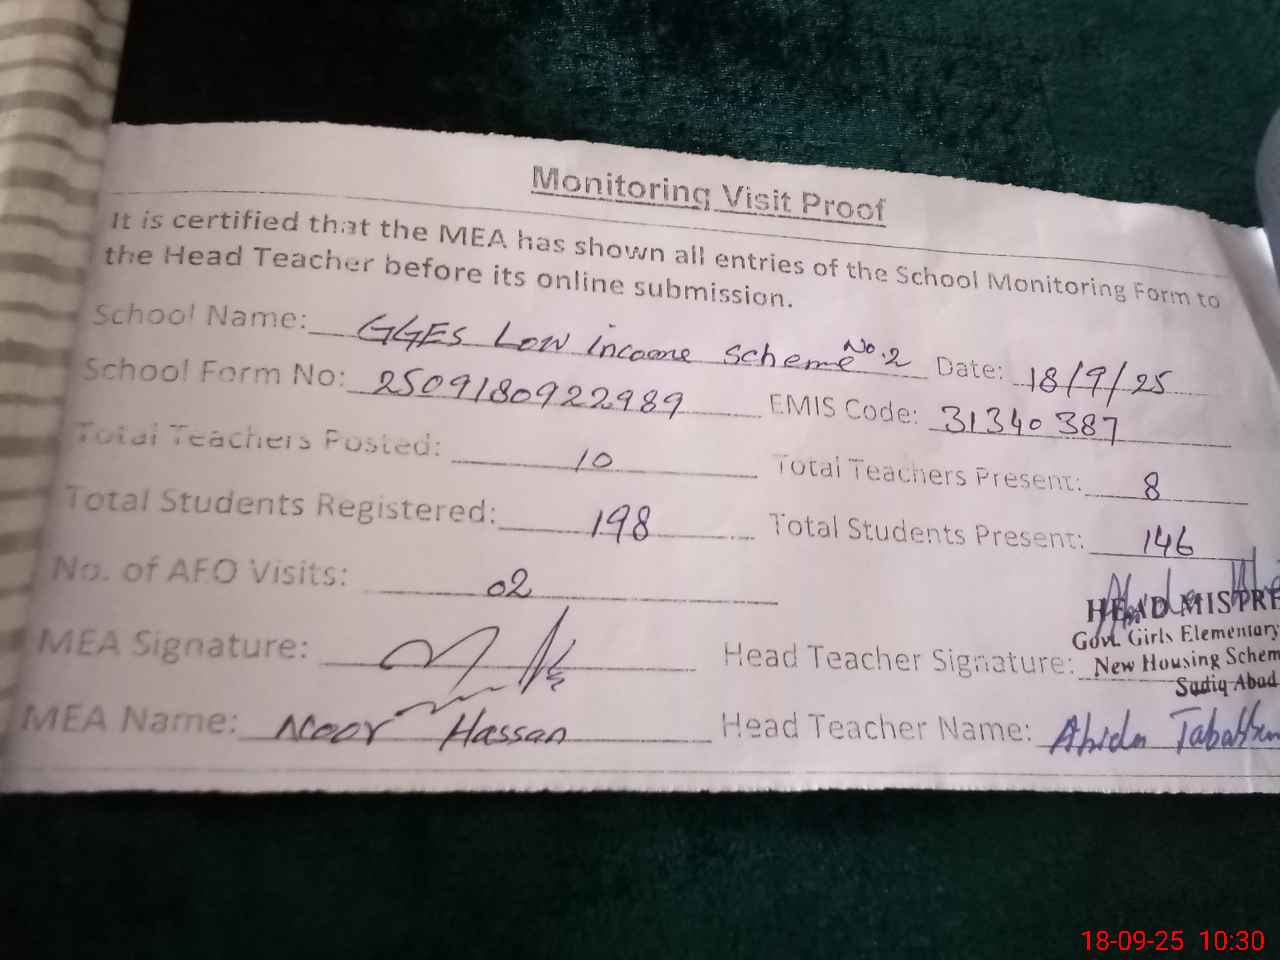 Monitoring Visit Proof
It is certified that the MEA has shown all entries of the School Monitoring Form to
the Head Teacher before its online submission.
School Name: GGES Low income Scheme No.2 Date: 18/9/25
School Form No: 2509180922989 EMIS Code: 31340387
Total Teachers Posted: 10 Total Teachers Present: 8
Total Students Registered: 198 Total Students Present: 146
No. of AFO Visits: 02
HEAD MISTRE
Govt. Girls Elementary
MEA Signature: Head Teacher Signature: New Housing Schem
Sadiq Abad
MEA Name: Noor Hassan Head Teacher Name: Abida
18-09-25 10:30